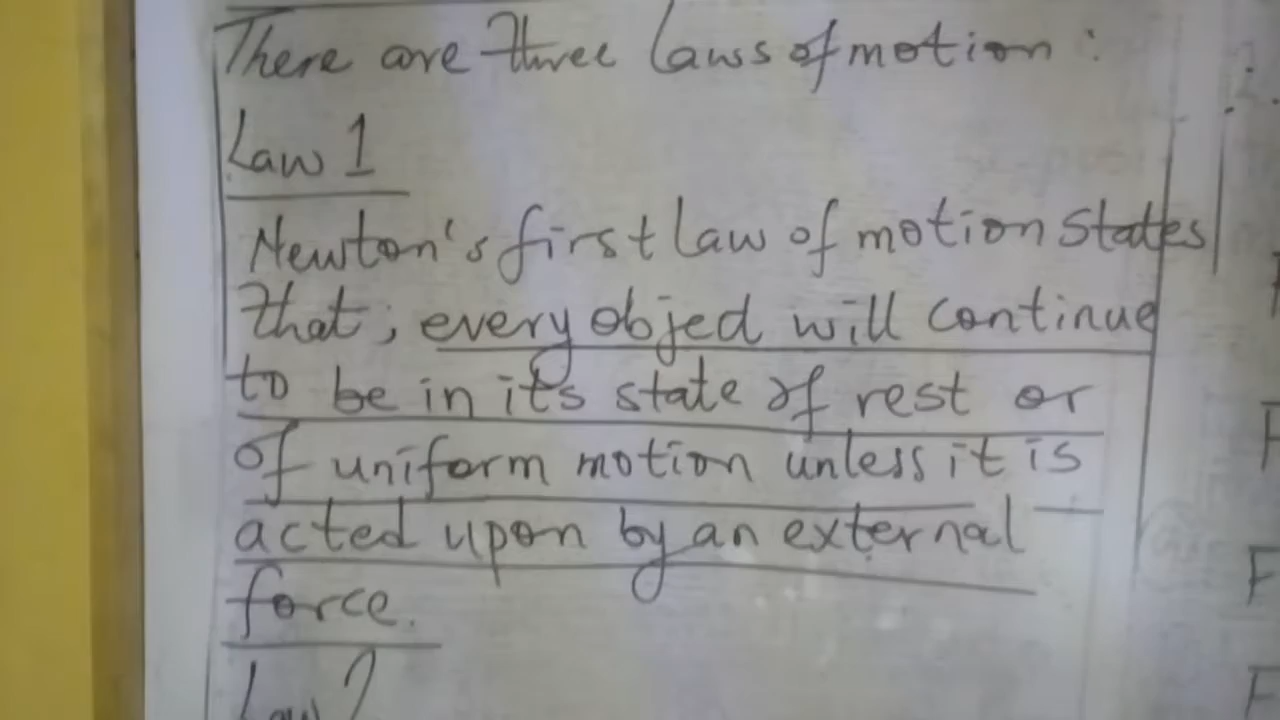 There are three laws of motion :
Law 1
Newton's first law of motion states
that; every object will continue
to be in its state of rest or
of uniform motion unless it is
acted upon by an external
force.
Law 2